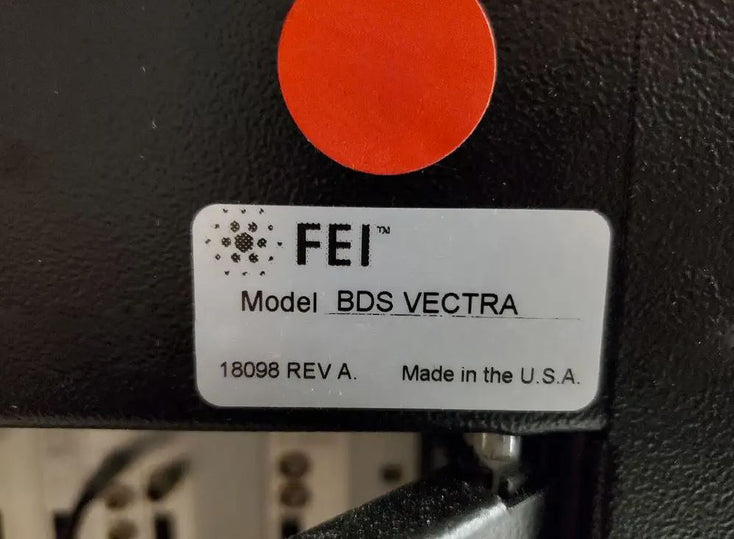 FEI™
Model BDS VECTRA
18098 REV A. Made in the U.S.A.